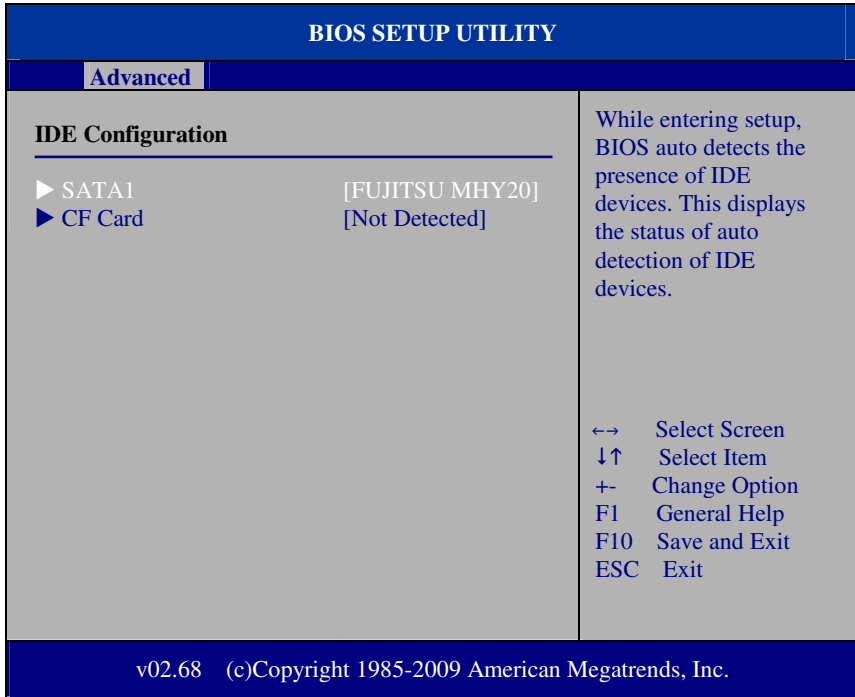 BIOS SETUP UTILITY
Advanced
IDE Configuration
▶ SATA1 [FUJITSU MHY20]
▶ CF Card [Not Detected]
While entering setup,
BIOS auto detects the
presence of IDE
devices. This displays
the status of auto
detection of IDE
devices.
←→ Select Screen
↓↑ Select Item
+- Change Option
F1 General Help
F10 Save and Exit
ESC Exit
v02.68 (c)Copyright 1985-2009 American Megatrends, Inc.